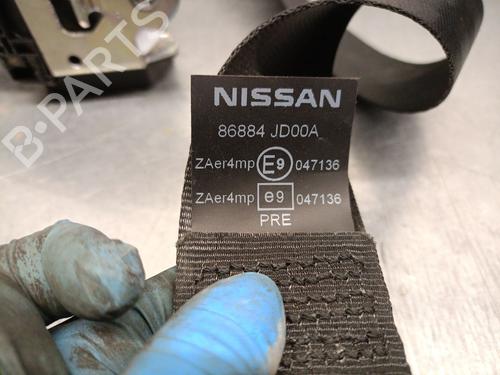 B-PARTS
NISSAN
86884 JD00A
ZAer4mp E9 047136
ZAer4mp e9 047136
PRE